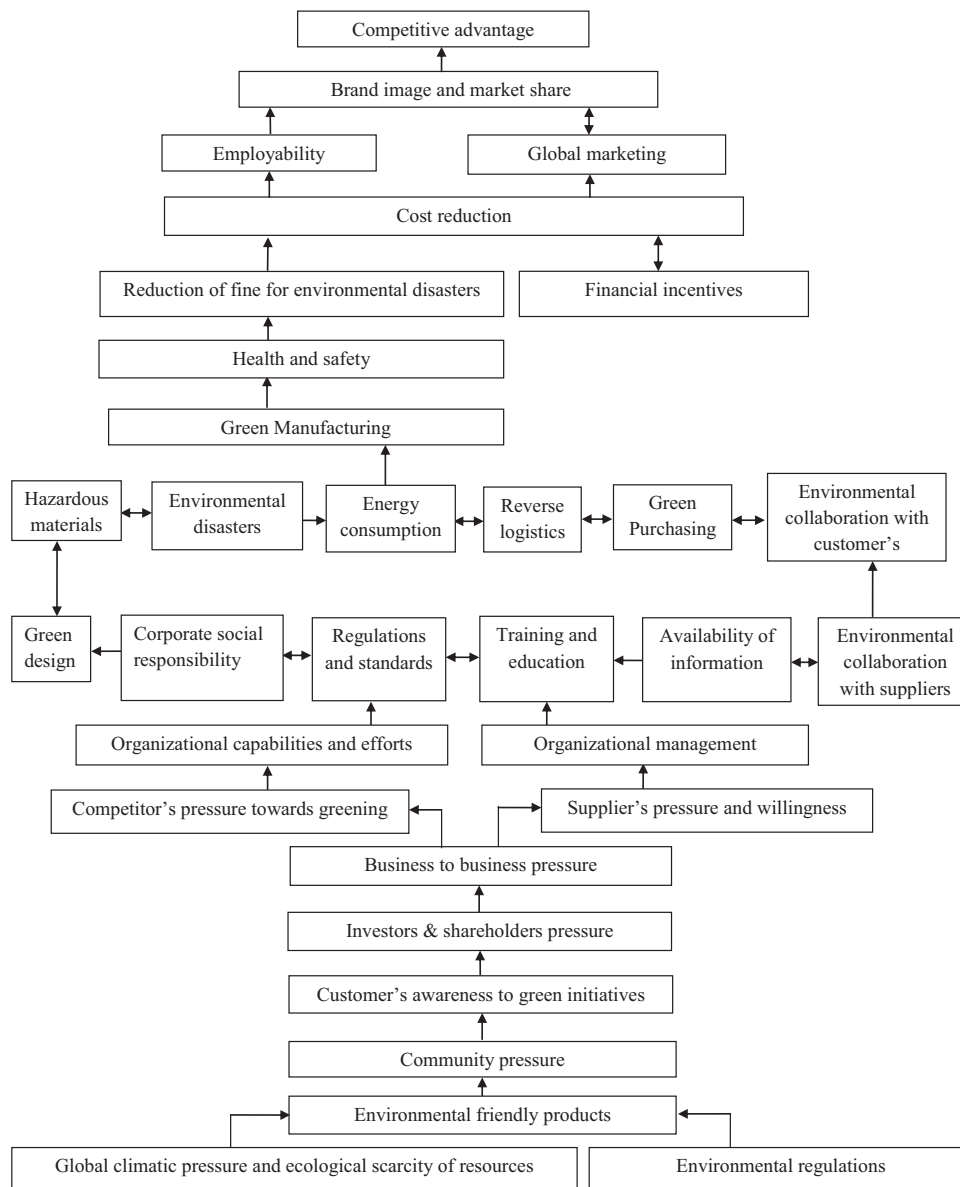 Competitive advantage
Brand image and market share
Employability
Global marketing
Cost reduction
Reduction of fine for environmental disasters
Financial incentives
Health and safety
Green Manufacturing
Hazardous
materials
Environmental
disasters
Energy
consumption
Reverse
logistics
Green
Purchasing
Environmental
collaboration with
customer’s
Green
design
Corporate social
responsibility
Regulations
and standards
Training and
education
Availability of
information
Environmental
collaboration
with suppliers
Organizational capabilities and efforts
Organizational management
Competitor’s pressure towards greening
Supplier’s pressure and willingness
Business to business pressure
Investors & shareholders pressure
Customer’s awareness to green initiatives
Community pressure
Environmental friendly products
Global climatic pressure and ecological scarcity of resources
Environmental regulations